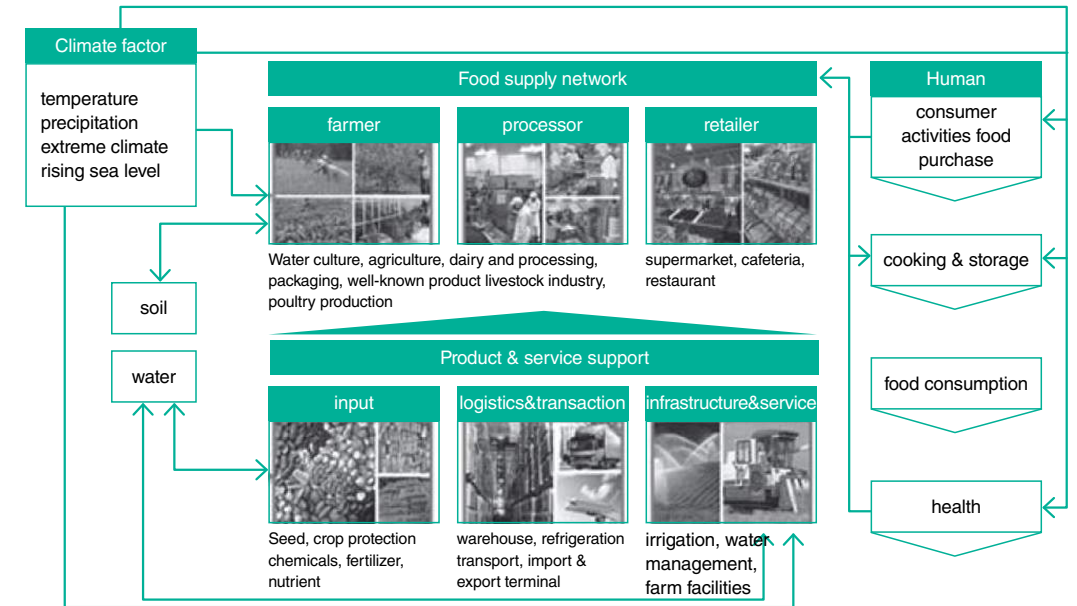 Climate factor
temperature
precipitation
extreme climate
rising sea level
Food supply network
farmer
processor
retailer
Water culture, agriculture, dairy and processing,
packaging, well-known product livestock industry,
poultry production
supermarket, cafeteria,
restaurant
Human
consumer
activities food
purchase
cooking & storage
food consumption
health
soil
water
Product & service support
input
logistics&transaction
infrastructure&service
Seed, crop protection
chemicals, fertilizer,
nutrient
warehouse, refrigeration
transport, import &
export terminal
irrigation, water
management,
farm facilities